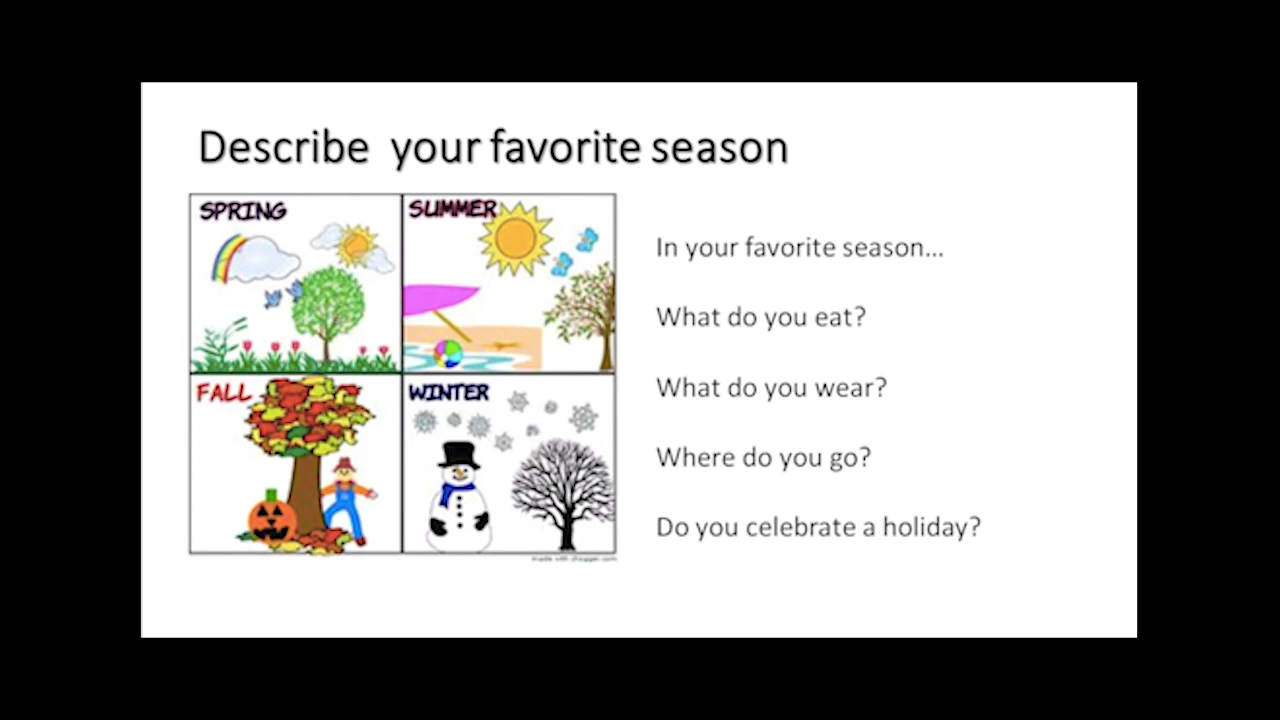 Describe  your favorite season
SPRING
SUMMER
FALL
WINTER
In your favorite season...
What do you eat?
What do you wear?
Where do you go?
Do you celebrate a holiday?